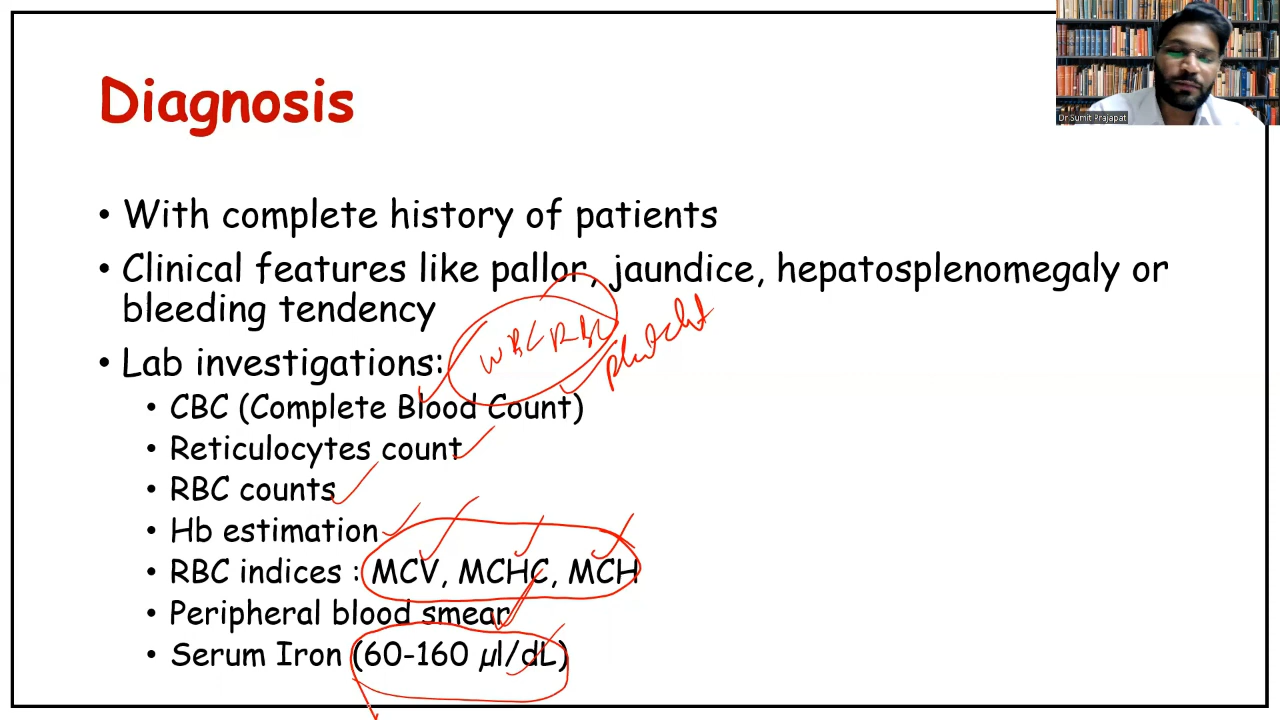 Dr Sumit Prajapat
Diagnosis
• With complete history of patients
• Clinical features like pallor, jaundice, hepatosplenomegaly or
bleeding tendency
WBC RBC
• Lab investigations:
• CBC (Complete Blood Count)
• Reticulocytes count
• RBC counts
• Hb estimation
• RBC indices : MCV, MCHC, MCH
• Peripheral blood smear
• Serum Iron (60-160 µl/dL)